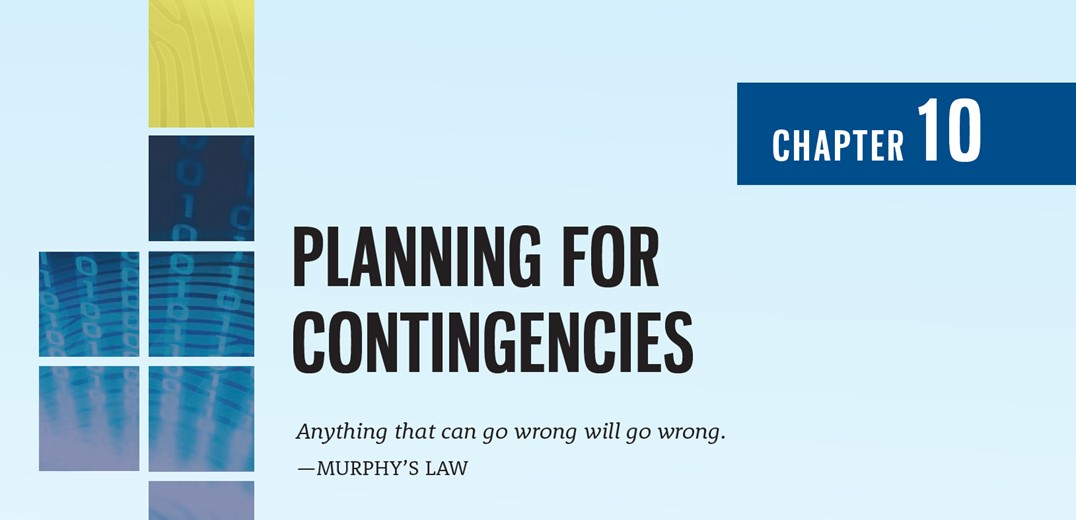 CHAPTER 10
PLANNING FOR
CONTINGENCIES
Anything that can go wrong will go wrong.
—MURPHY’S LAW